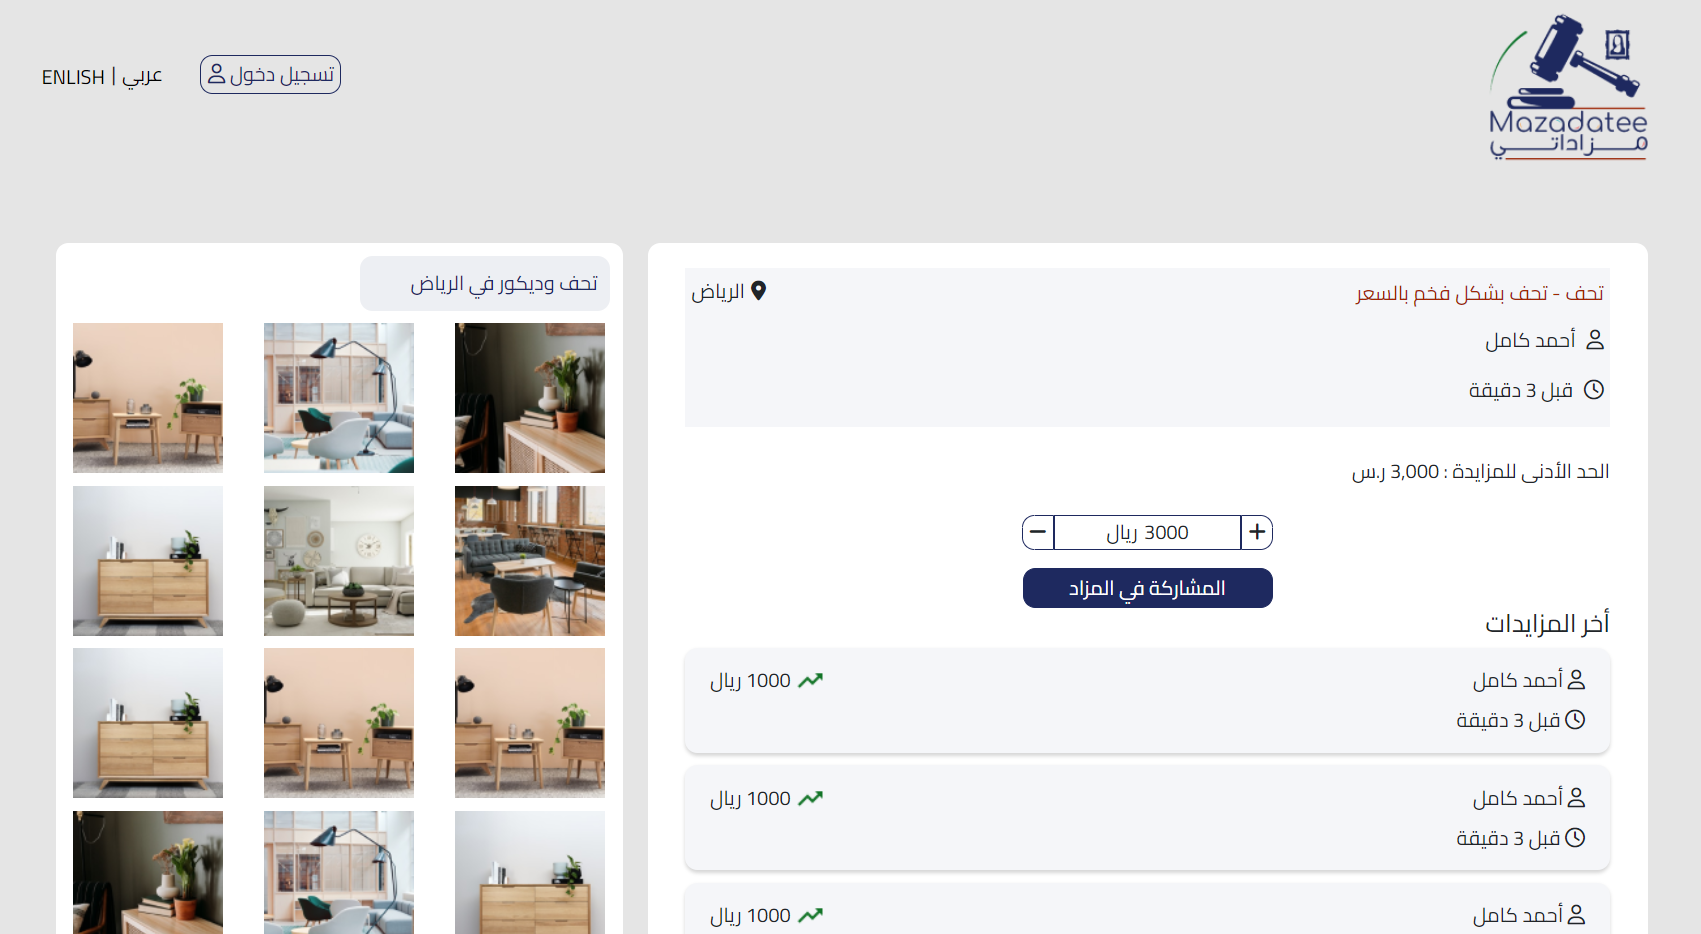 Mazadatee
مـزاداتـي
تسجيل دخول
عربي | ENLISH
تحف - تحف بشكل فخم بالسعر
الرياض
أحمد كامل
قبل 3 دقيقة
الحد الأدنى للمزايدة : 3,000 ر.س
+ 3000 ريال −
المشاركة في المزاد
أخر المزايدات
أحمد كامل
1000 ريال
قبل 3 دقيقة
أحمد كامل
1000 ريال
قبل 3 دقيقة
أحمد كامل
1000 ريال
تحف وديكور في الرياض